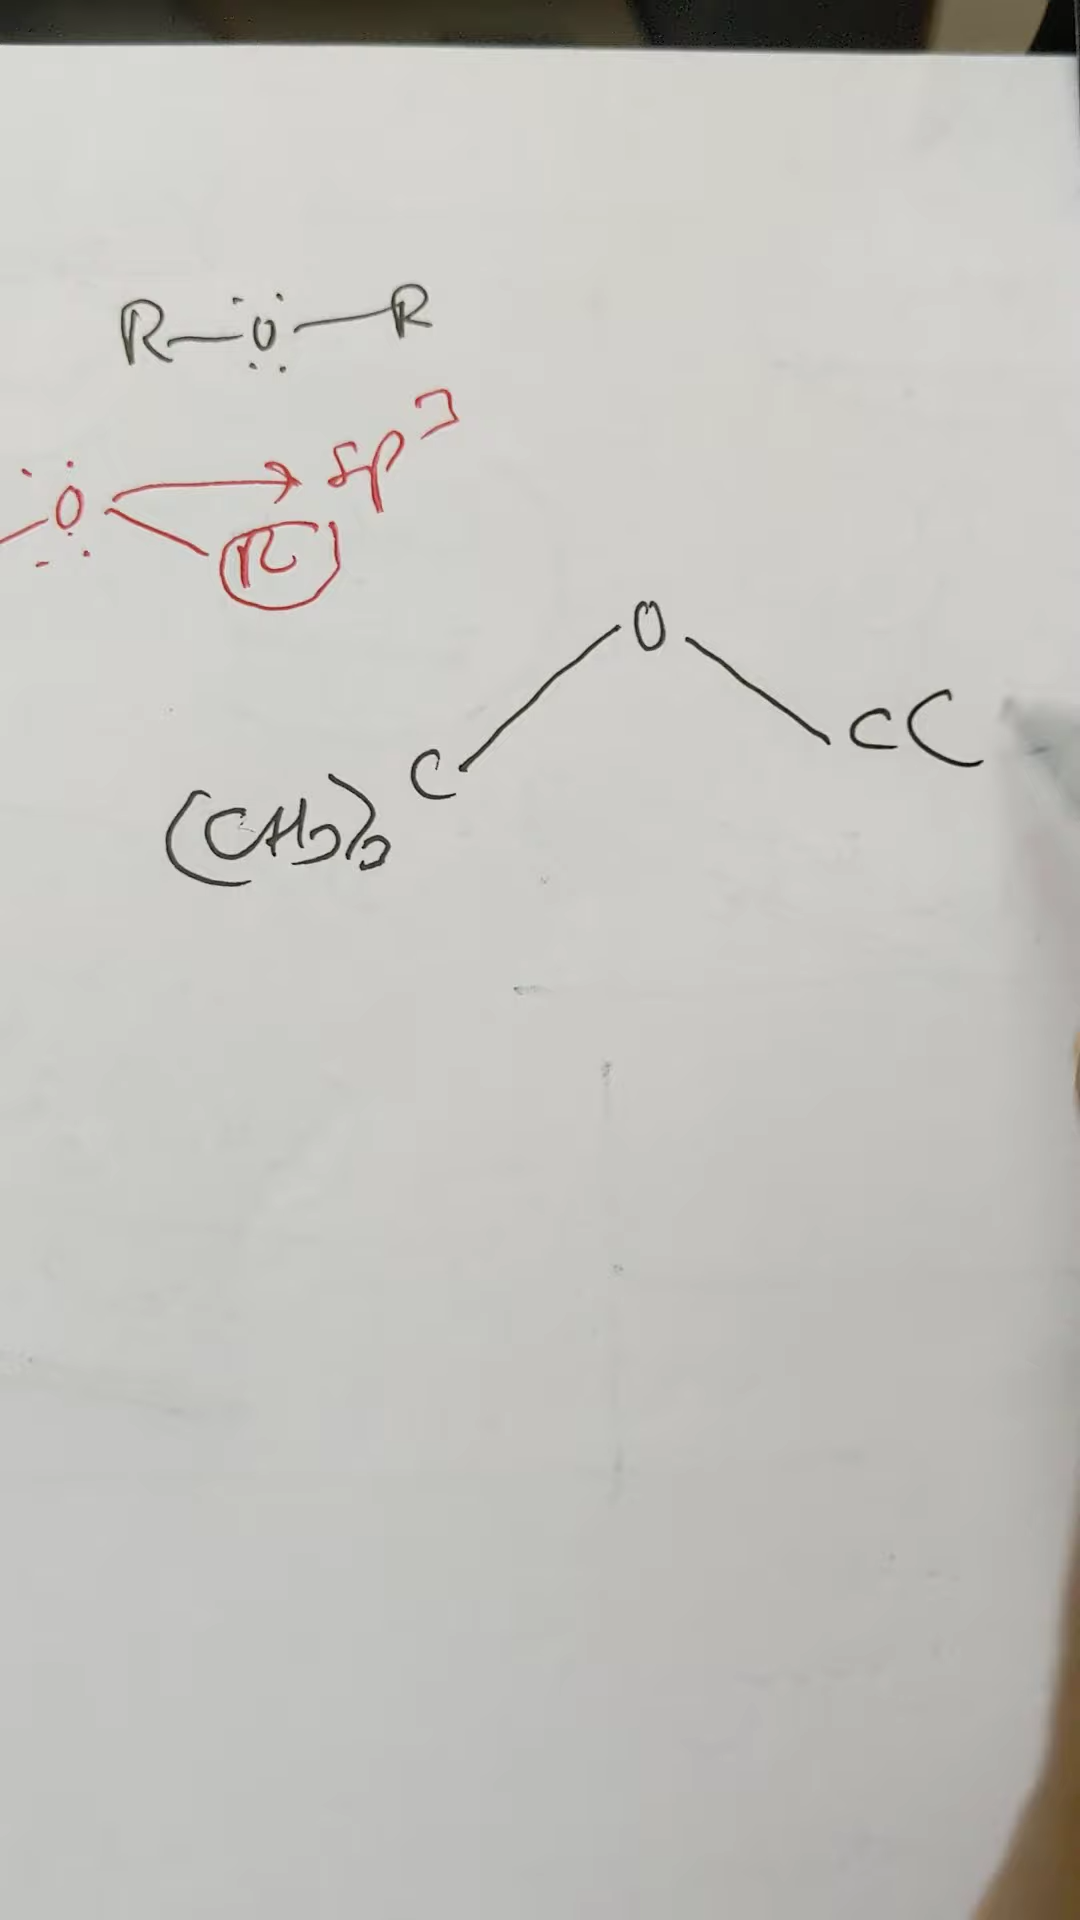 R—O—R
O → sp³
R
O
C CC
(CH3)3